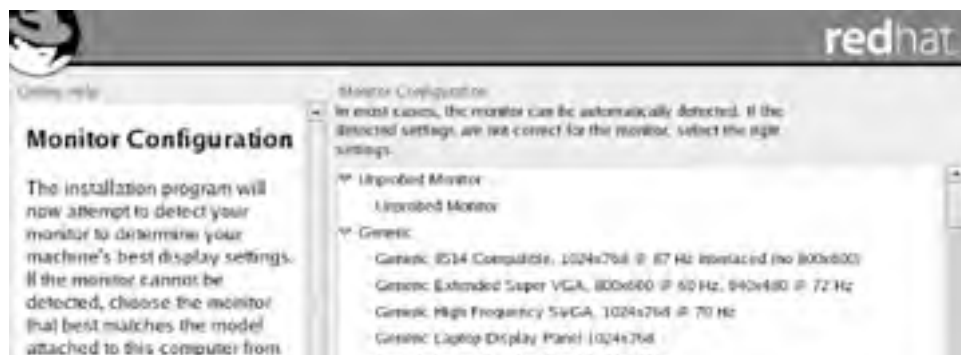 redhat
Online Help
Monitor Configuration
The installation program will
now attempt to detect your
monitor to determine your
machine's best display settings.
If the monitor cannot be
detected, choose the monitor
that best matches the model
attached to this computer from
Monitor Configuration
In most cases, the monitor can be automatically detected. If the
detected settings are not correct for the monitor, select the right
settings.
Unprobed Monitor
Unprobed Monitor
Generic
Generic 8514 Compatible, 1024x768 @ 87 Hz interlaced (no 800x600)
Generic Extended Super VGA, 800x600 @ 60 Hz, 640x480 @ 72 Hz
Generic High Frequency SVGA, 1024x768 @ 70 Hz
Generic Laptop Display Panel 1024x768